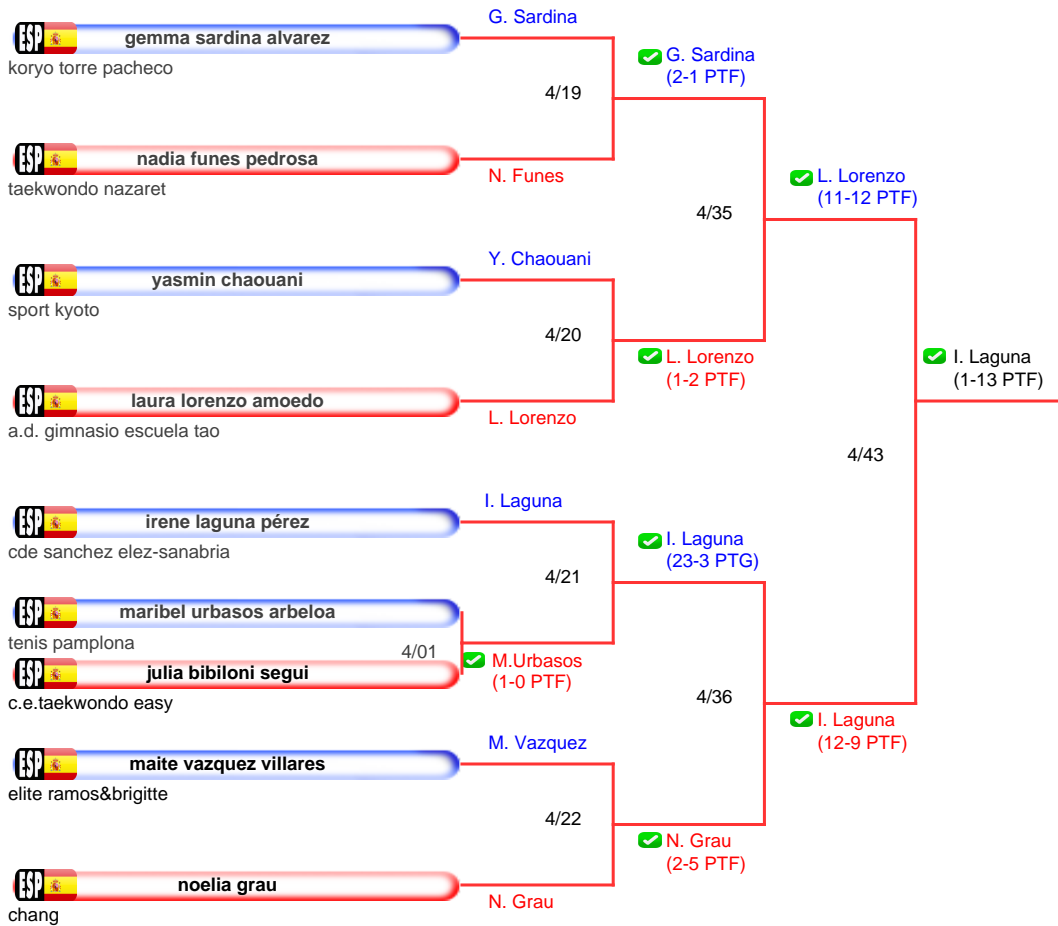 G. Sardina
ESP gemma sardina alvarez
koryo torre pacheco
G. Sardina
(2-1 PTF)
4/19
ESP nadia funes pedrosa
taekwondo nazaret
N. Funes
L. Lorenzo
(11-12 PTF)
4/35
Y. Chaouani
ESP yasmin chaouani
sport kyoto
4/20
L. Lorenzo
(1-2 PTF)
I. Laguna
(1-13 PTF)
ESP laura lorenzo amoedo
a.d. gimnasio escuela tao
L. Lorenzo
4/43
I. Laguna
ESP irene laguna pérez
cde sanchez elez-sanabria
I. Laguna
(23-3 PTG)
4/21
ESP maribel urbasos arbeloa
tenis pamplona
4/01
M.Urbasos
(1-0 PTF)
ESP julia bibiloni segui
c.e.taekwondo easy
4/36
I. Laguna
(12-9 PTF)
M. Vazquez
ESP maite vazquez villares
elite ramos&brigitte
4/22
N. Grau
(2-5 PTF)
ESP noelia grau
chang
N. Grau